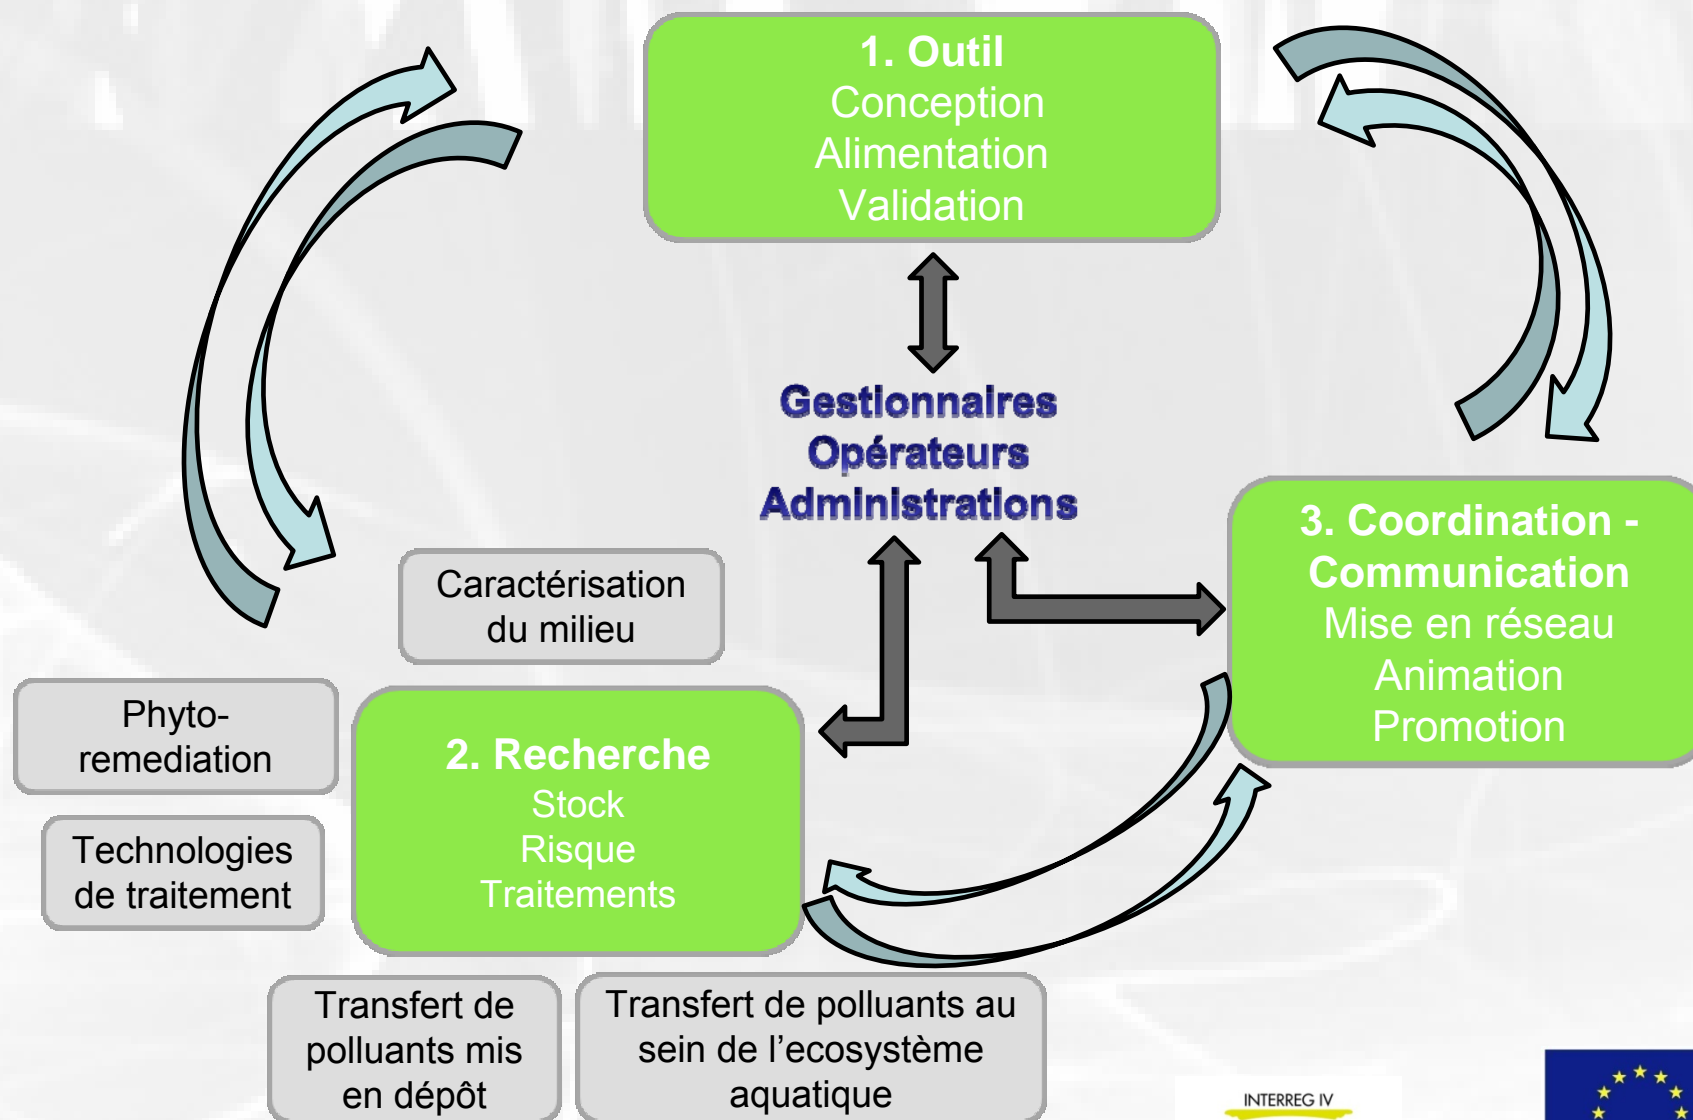 1. Outil
Conception
Alimentation
Validation
Gestionnaires
Opérateurs
Administrations
3. Coordination -
Communication
Mise en réseau
Animation
Promotion
Caractérisation
du milieu
Phyto-
remediation
2. Recherche
Stock
Risque
Traitements
Technologies
de traitement
Transfert de
polluants mis
en dépôt
Transfert de polluants au
sein de l’ecosystème
aquatique
INTERREG IV